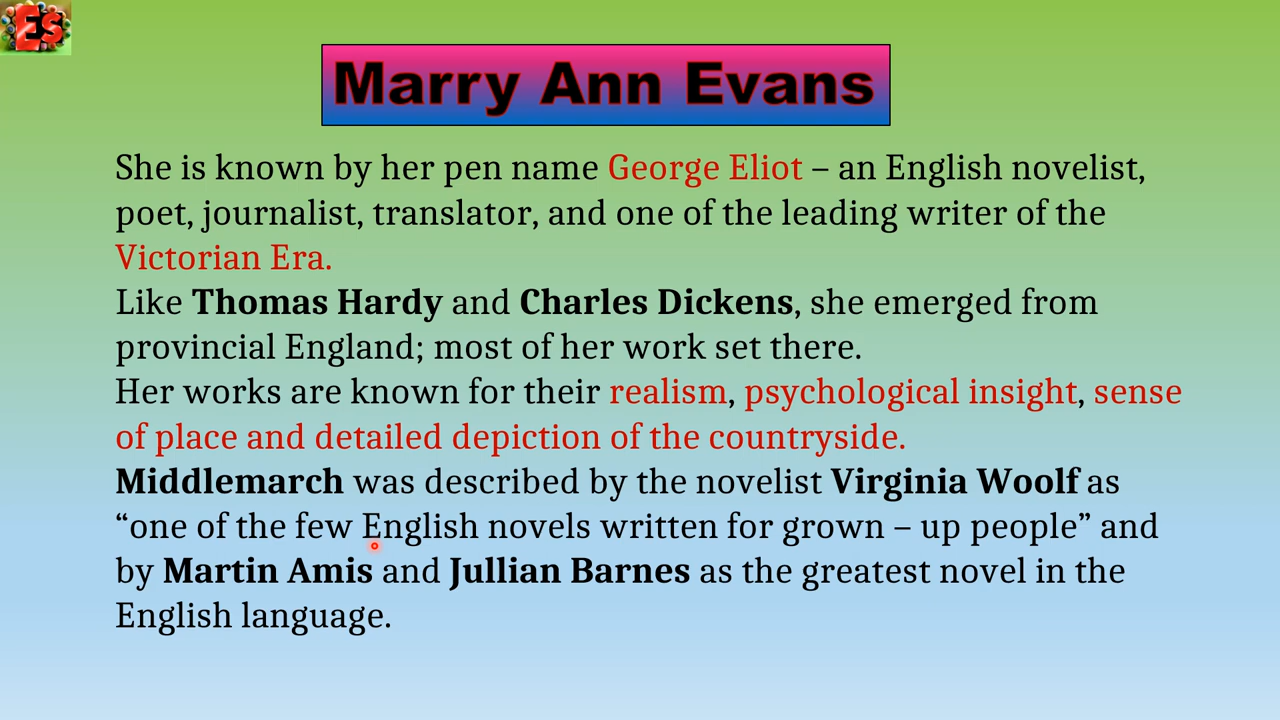 ES
Marry Ann Evans
She is known by her pen name George Eliot – an English novelist,
poet, journalist, translator, and one of the leading writer of the
Victorian Era.
Like Thomas Hardy and Charles Dickens, she emerged from
provincial England; most of her work set there.
Her works are known for their realism, psychological insight, sense
of place and detailed depiction of the countryside.
Middlemarch was described by the novelist Virginia Woolf as
“one of the few English novels written for grown – up people” and
by Martin Amis and Jullian Barnes as the greatest novel in the
English language.